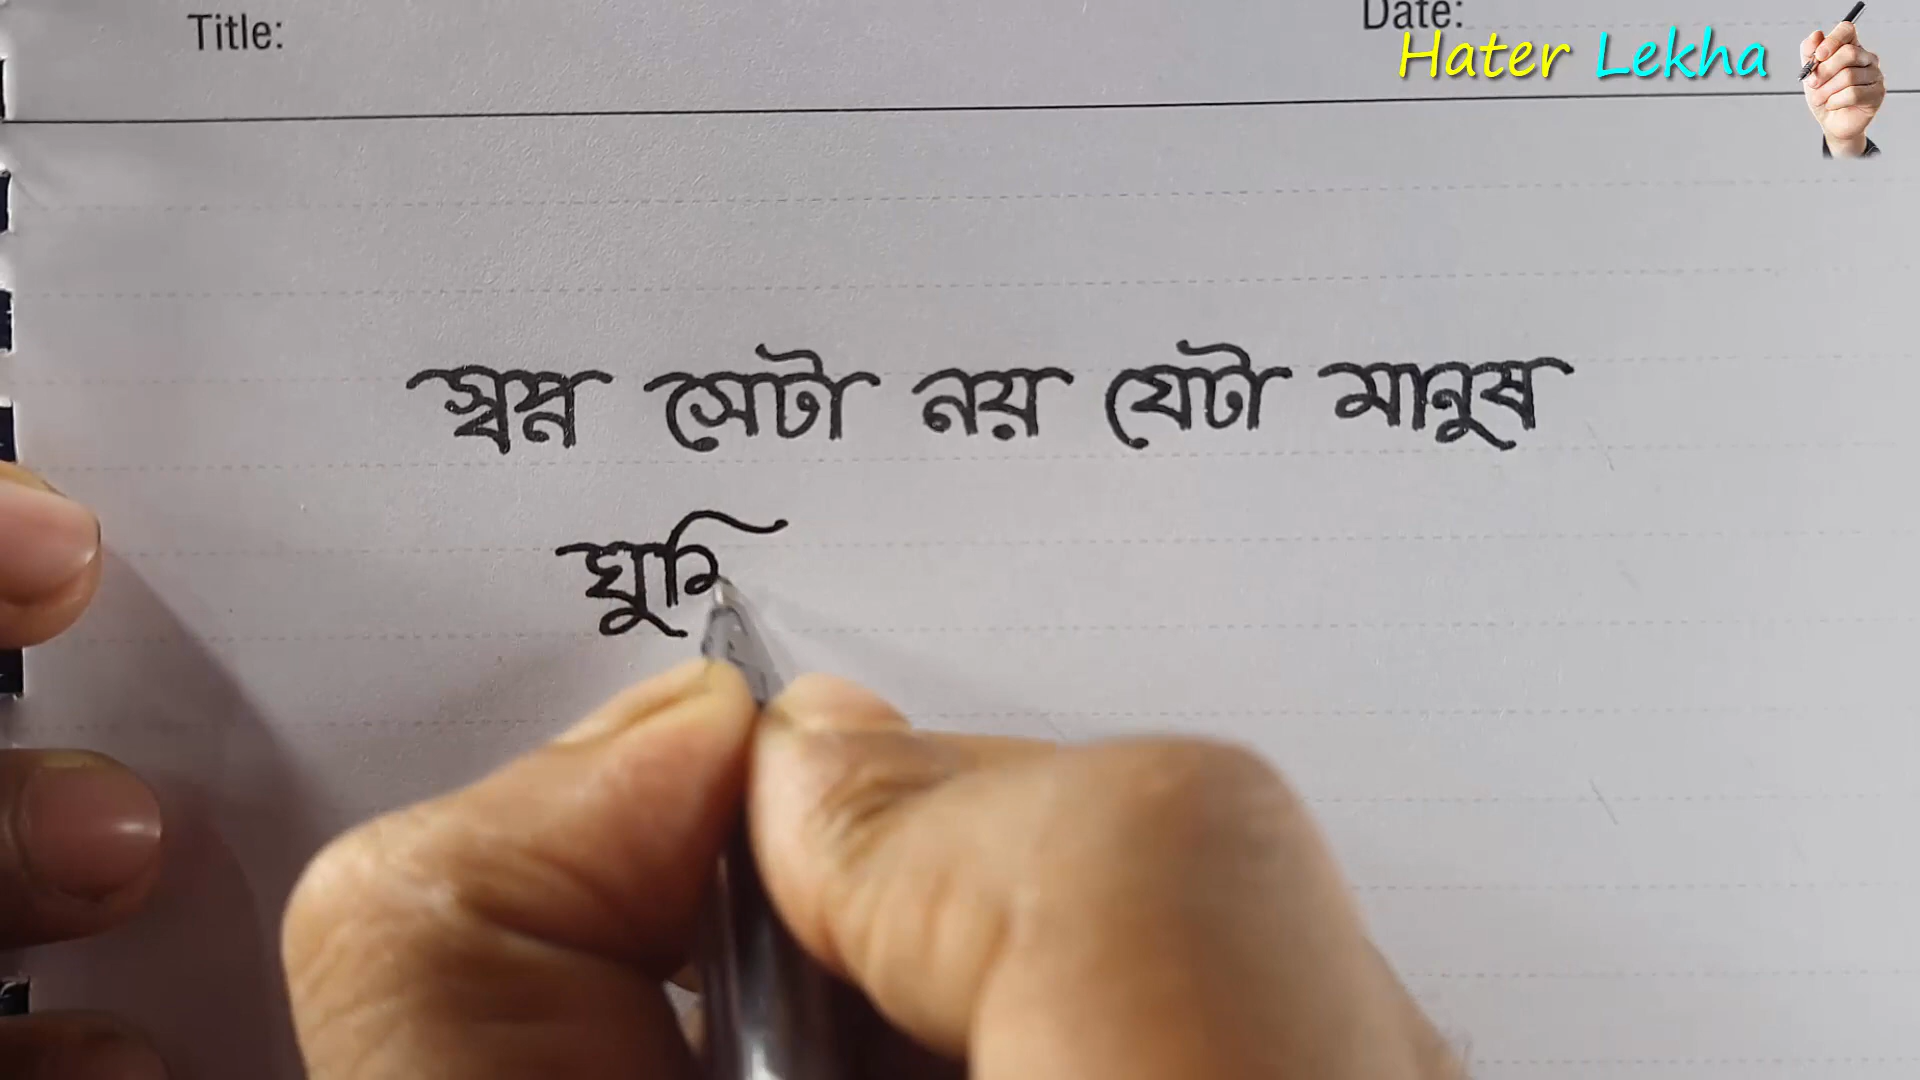 Title:
Date:
Hater Lekha
স্বপ্ন সেটা নয় যেটা মানুষ
ঘুমি